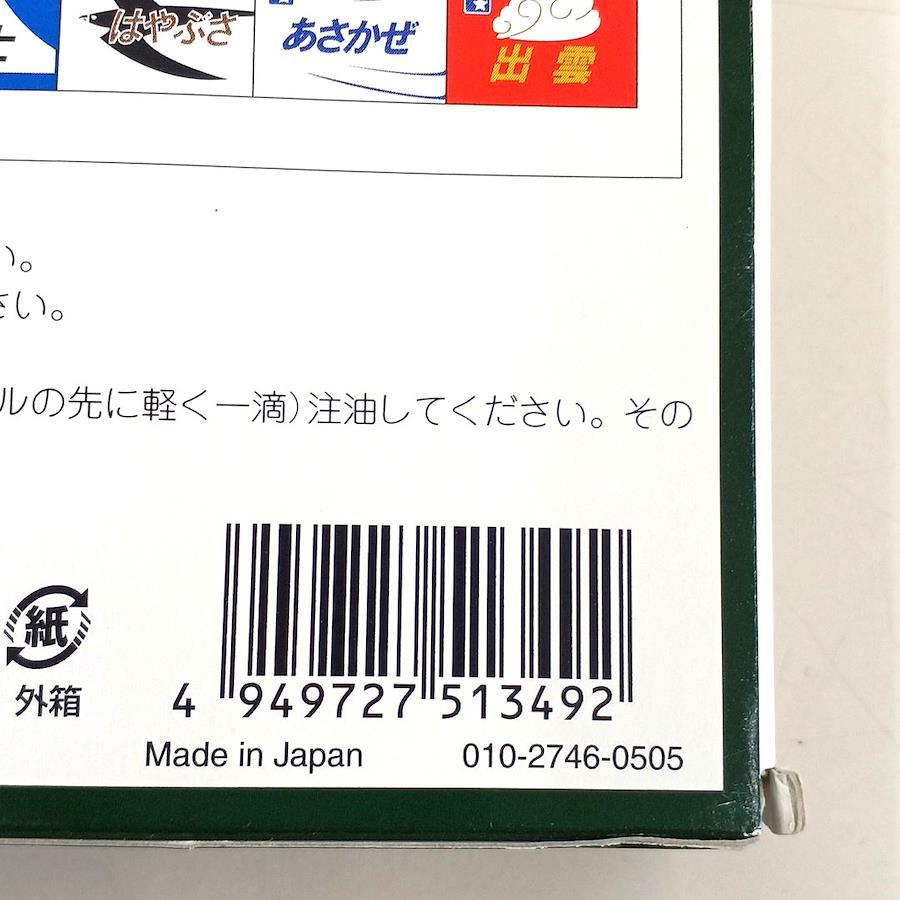 はやぶさ
あさかぜ
出雲
い。
さい。
ルの先に軽く一滴)注油してください。その
紙
外箱
4 949727 513492
Made in Japan 010-2746-0505